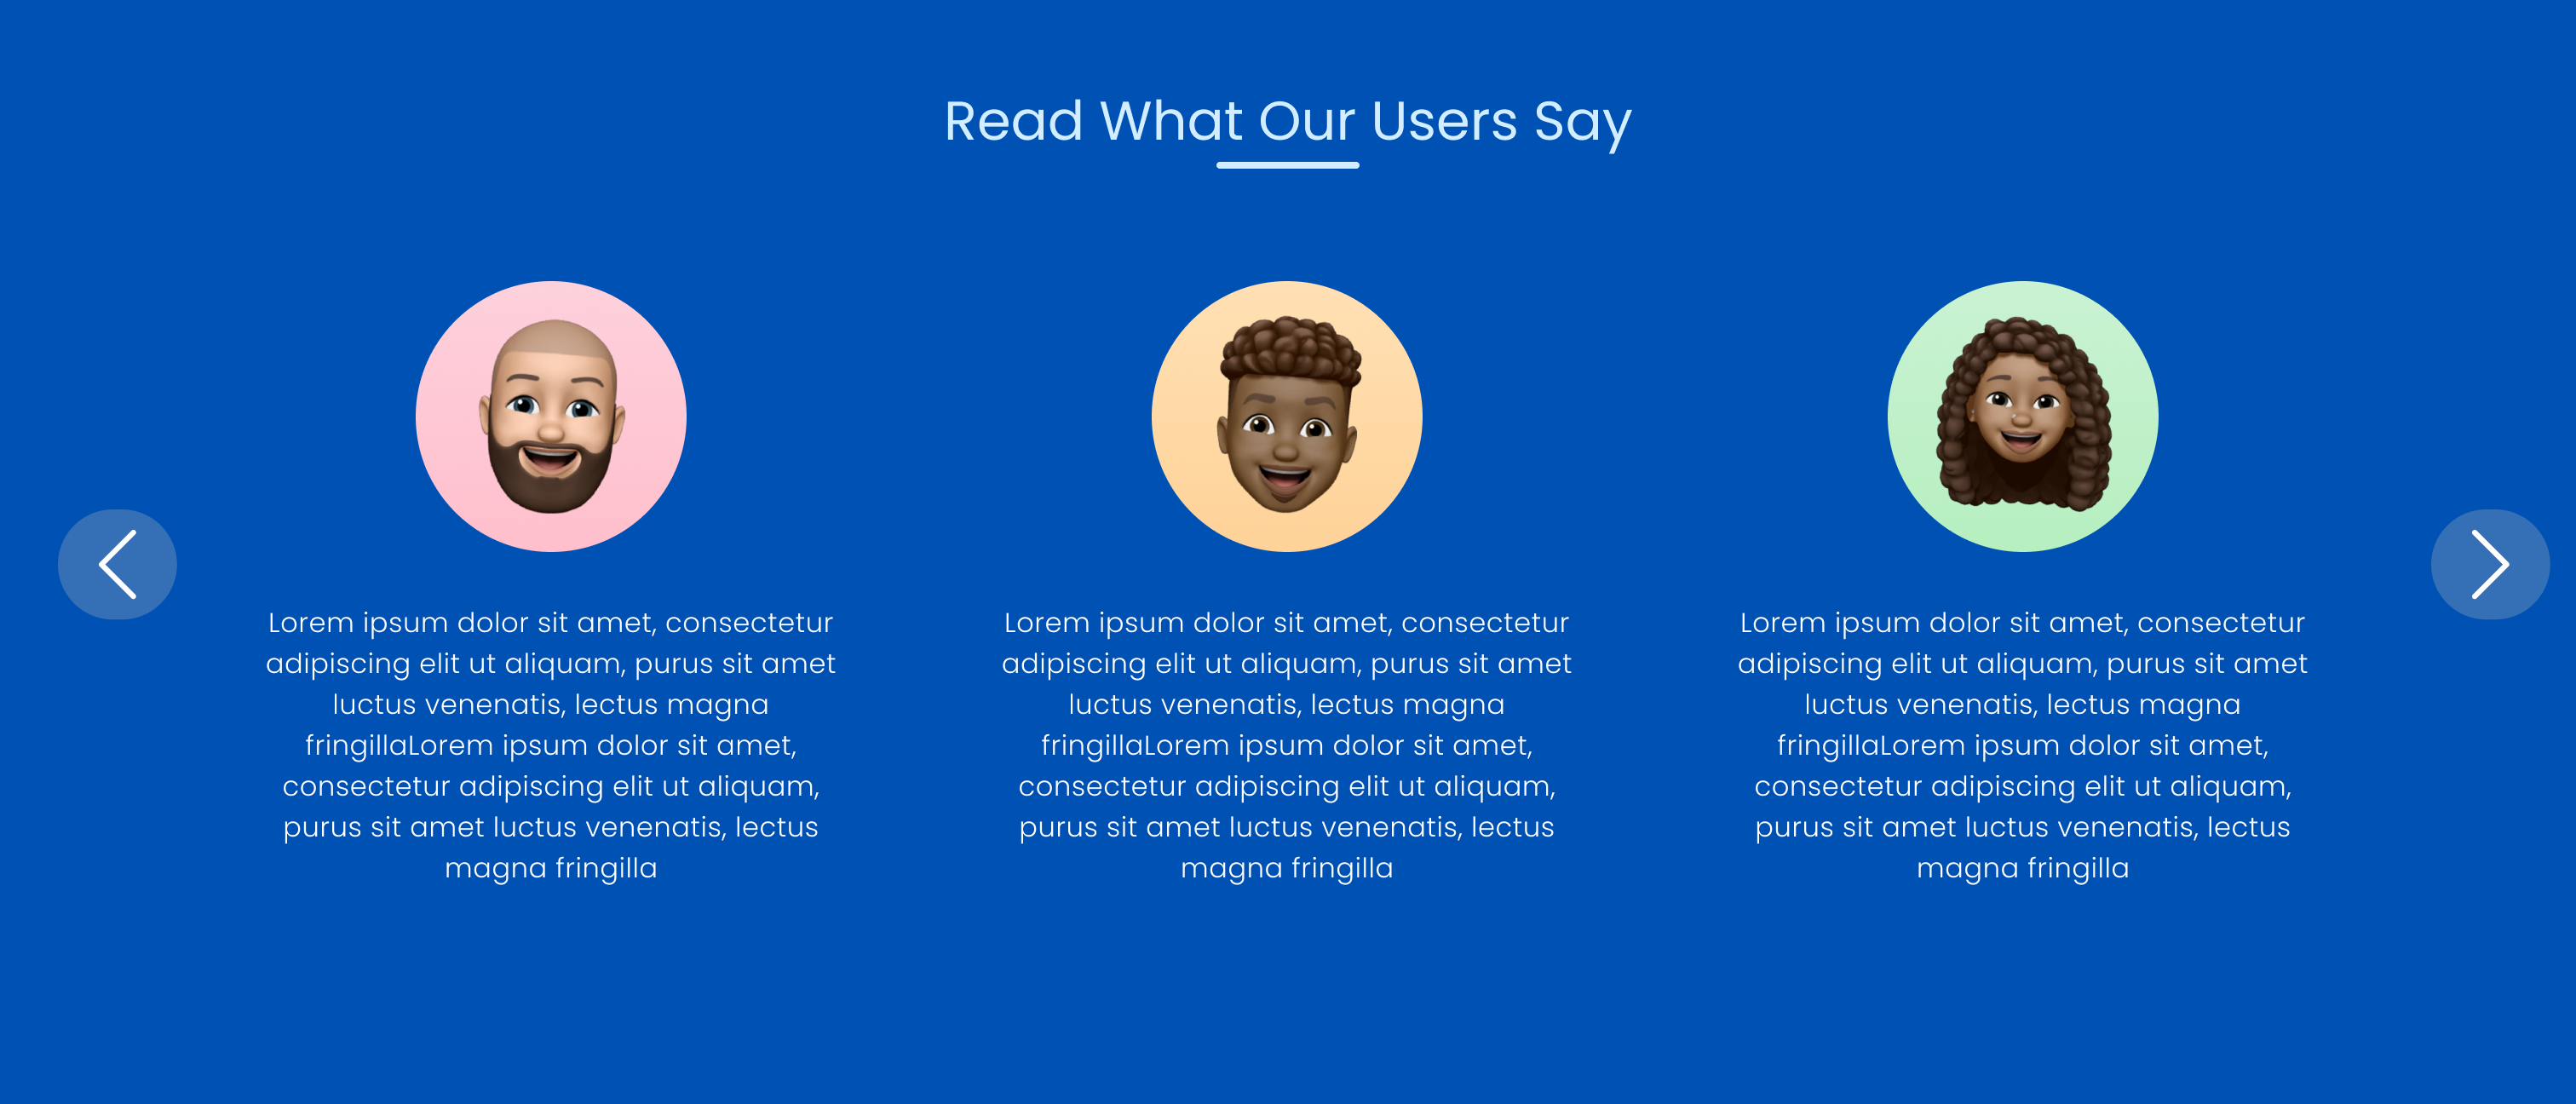 Read What Our Users Say
Lorem ipsum dolor sit amet, consectetur
adipiscing elit ut aliquam, purus sit amet
luctus venenatis, lectus magna
fringillaLorem ipsum dolor sit amet,
consectetur adipiscing elit ut aliquam,
purus sit amet luctus venenatis, lectus
magna fringilla
Lorem ipsum dolor sit amet, consectetur
adipiscing elit ut aliquam, purus sit amet
luctus venenatis, lectus magna
fringillaLorem ipsum dolor sit amet,
consectetur adipiscing elit ut aliquam,
purus sit amet luctus venenatis, lectus
magna fringilla
Lorem ipsum dolor sit amet, consectetur
adipiscing elit ut aliquam, purus sit amet
luctus venenatis, lectus magna
fringillaLorem ipsum dolor sit amet,
consectetur adipiscing elit ut aliquam,
purus sit amet luctus venenatis, lectus
magna fringilla